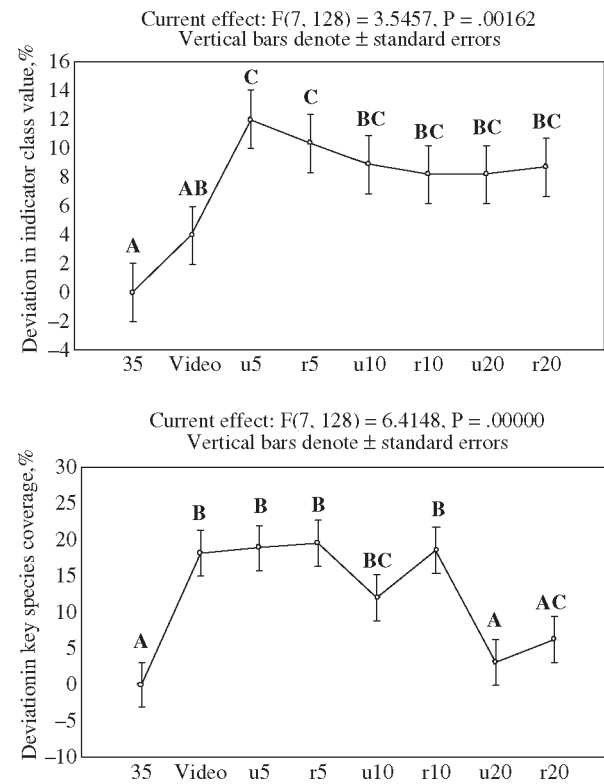 Current effect: F(7, 128) = 3.5457, P = .00162
Vertical bars denote ± standard errors
Deviation in indicator class value,%
16
14
12
10
8
6
4
2
0
−2
−4
A
AB
C
C
BC
BC
BC
BC
35 Video u5 r5 u10 r10 u20 r20
Current effect: F(7, 128) = 6.4148, P = .00000
Vertical bars denote ± standard errors
Deviationin key species coverage,%
30
25
20
15
10
5
0
−5
−10
A
B
B
B
BC
B
A
AC
35 Video u5 r5 u10 r10 u20 r20